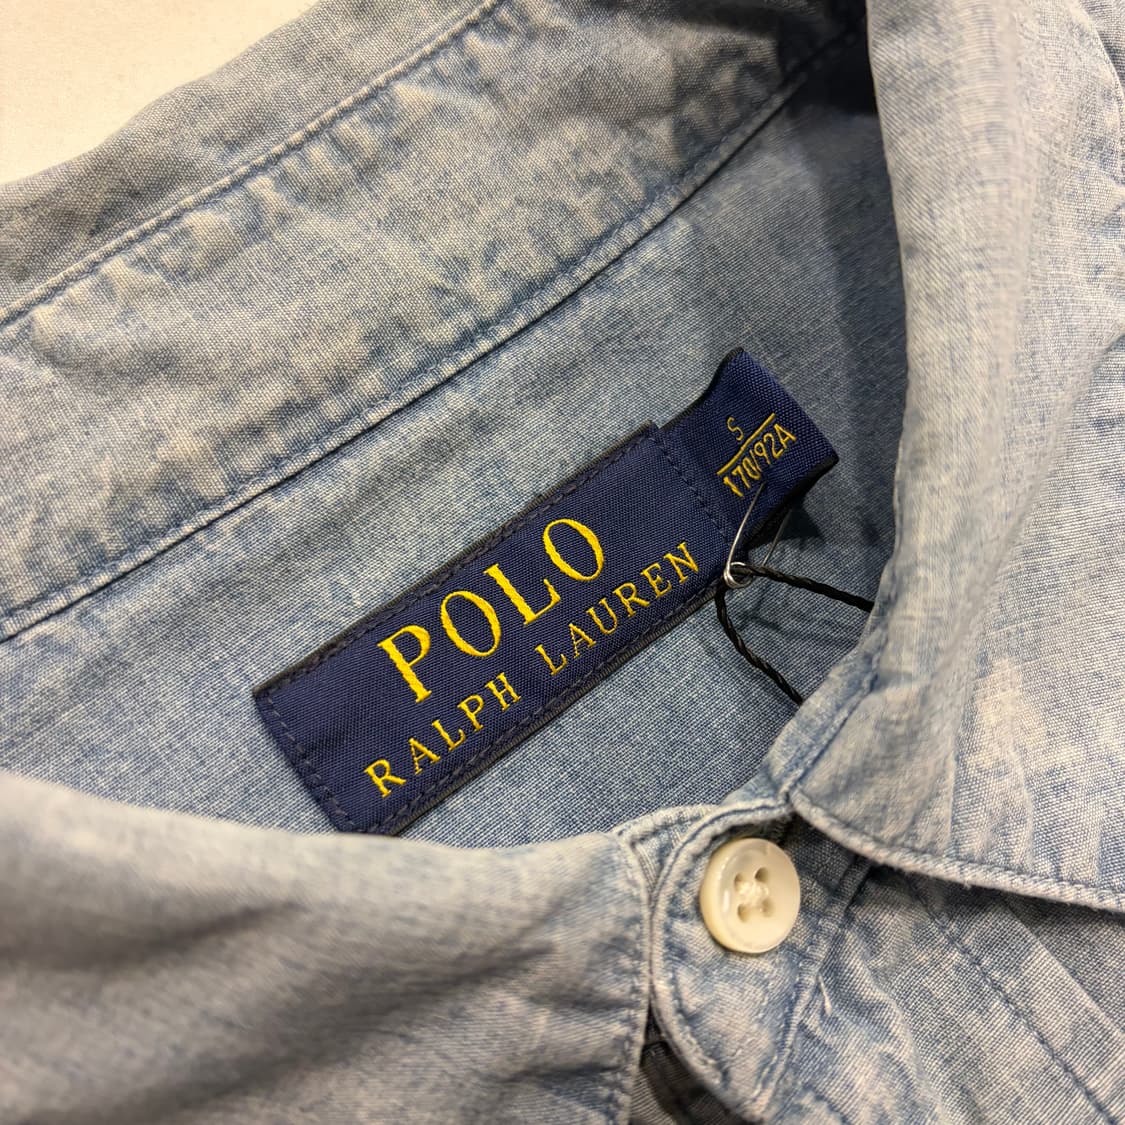 POLO
RALPH LAUREN
S
170/92A